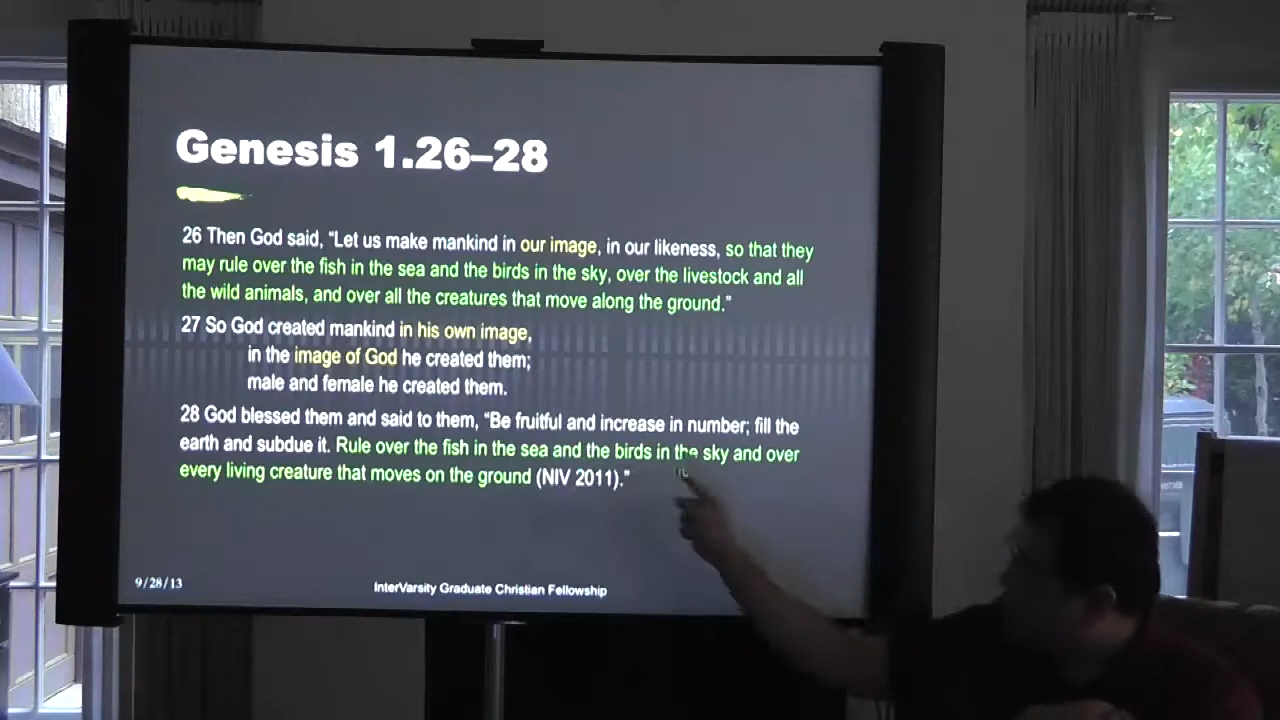 Genesis 1.26–28
26 Then God said, “Let us make mankind in our image, in our likeness, so that they
may rule over the fish in the sea and the birds in the sky, over the livestock and all
the wild animals, and over all the creatures that move along the ground.”
27 So God created mankind in his own image,
in the image of God he created them;
male and female he created them.
28 God blessed them and said to them, “Be fruitful and increase in number; fill the
earth and subdue it. Rule over the fish in the sea and the birds in the sky and over
every living creature that moves on the ground (NIV 2011).”
9/28/13
InterVarsity Graduate Christian Fellowship